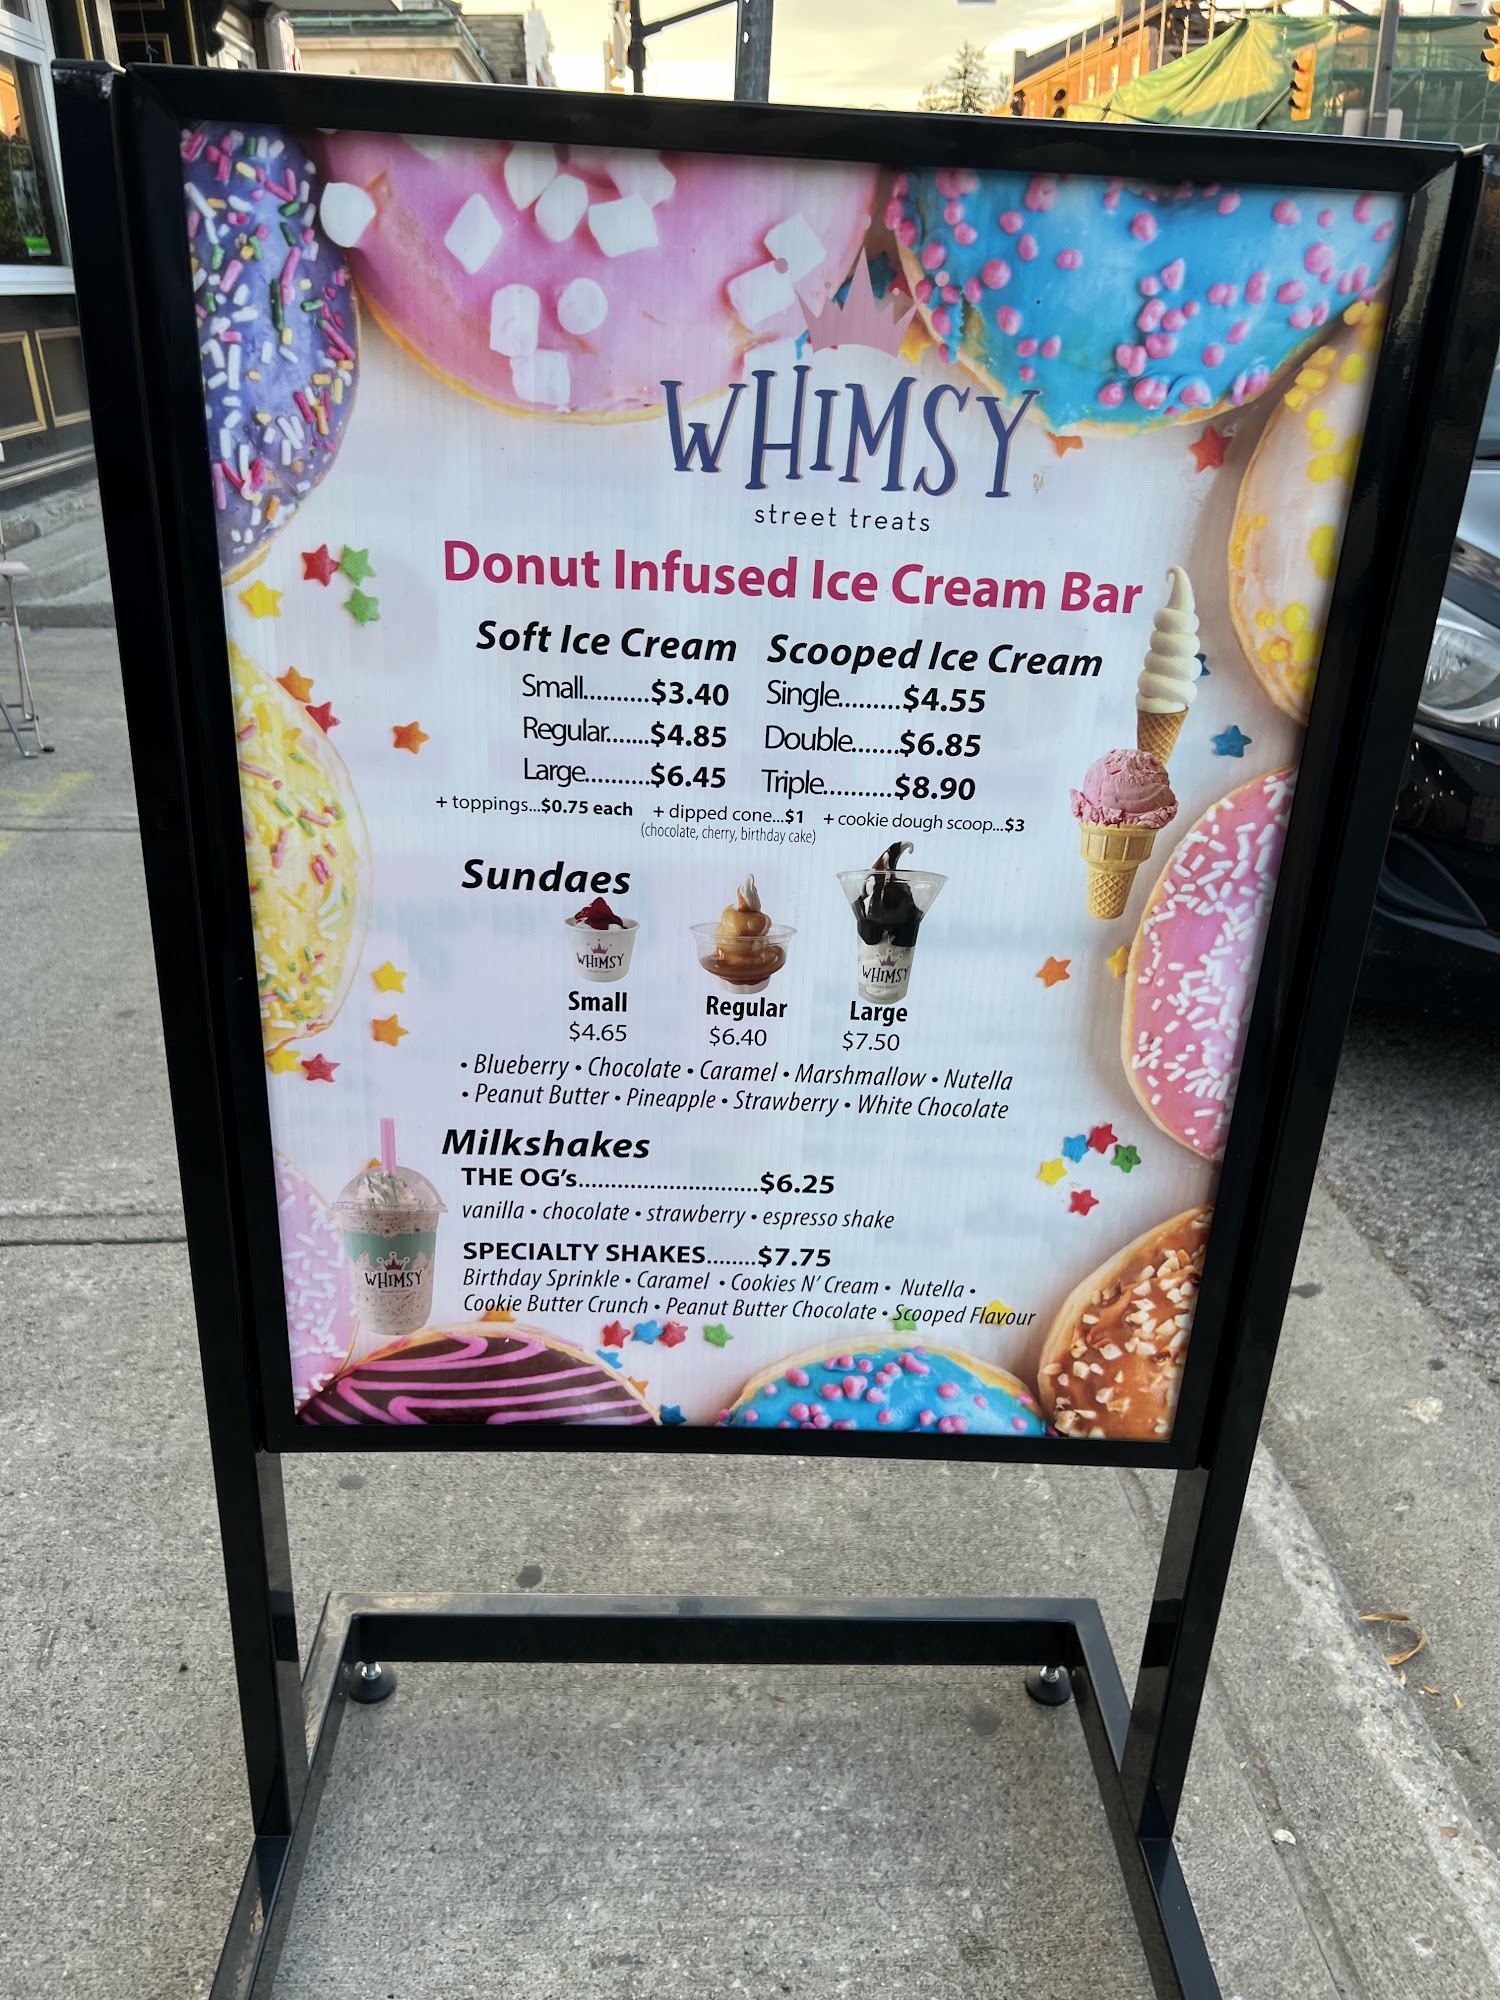 WHIMSY
street treats
Donut Infused Ice Cream Bar
Soft Ice Cream
Small..........$3.40
Regular.......$4.85
Large..........$6.45
Scooped Ice Cream
Single.........$4.55
Double.......$6.85
Triple..........$8.90
+ toppings...$0.75 each + dipped cone...$1 + cookie dough scoop...$3
(chocolate, cherry, birthday cake)
Sundaes
WHIMSY
WHIMSY
Small Regular Large
$4.65 $6.40 $7.50
• Blueberry • Chocolate • Caramel • Marshmallow • Nutella
• Peanut Butter • Pineapple • Strawberry • White Chocolate
Milkshakes
THE OG's............................$6.25
vanilla • chocolate • strawberry • espresso shake
SPECIALTY SHAKES........$7.75
Birthday Sprinkle • Caramel • Cookies N' Cream • Nutella •
Cookie Butter Crunch • Peanut Butter Chocolate • Scooped Flavour
WHIMSY